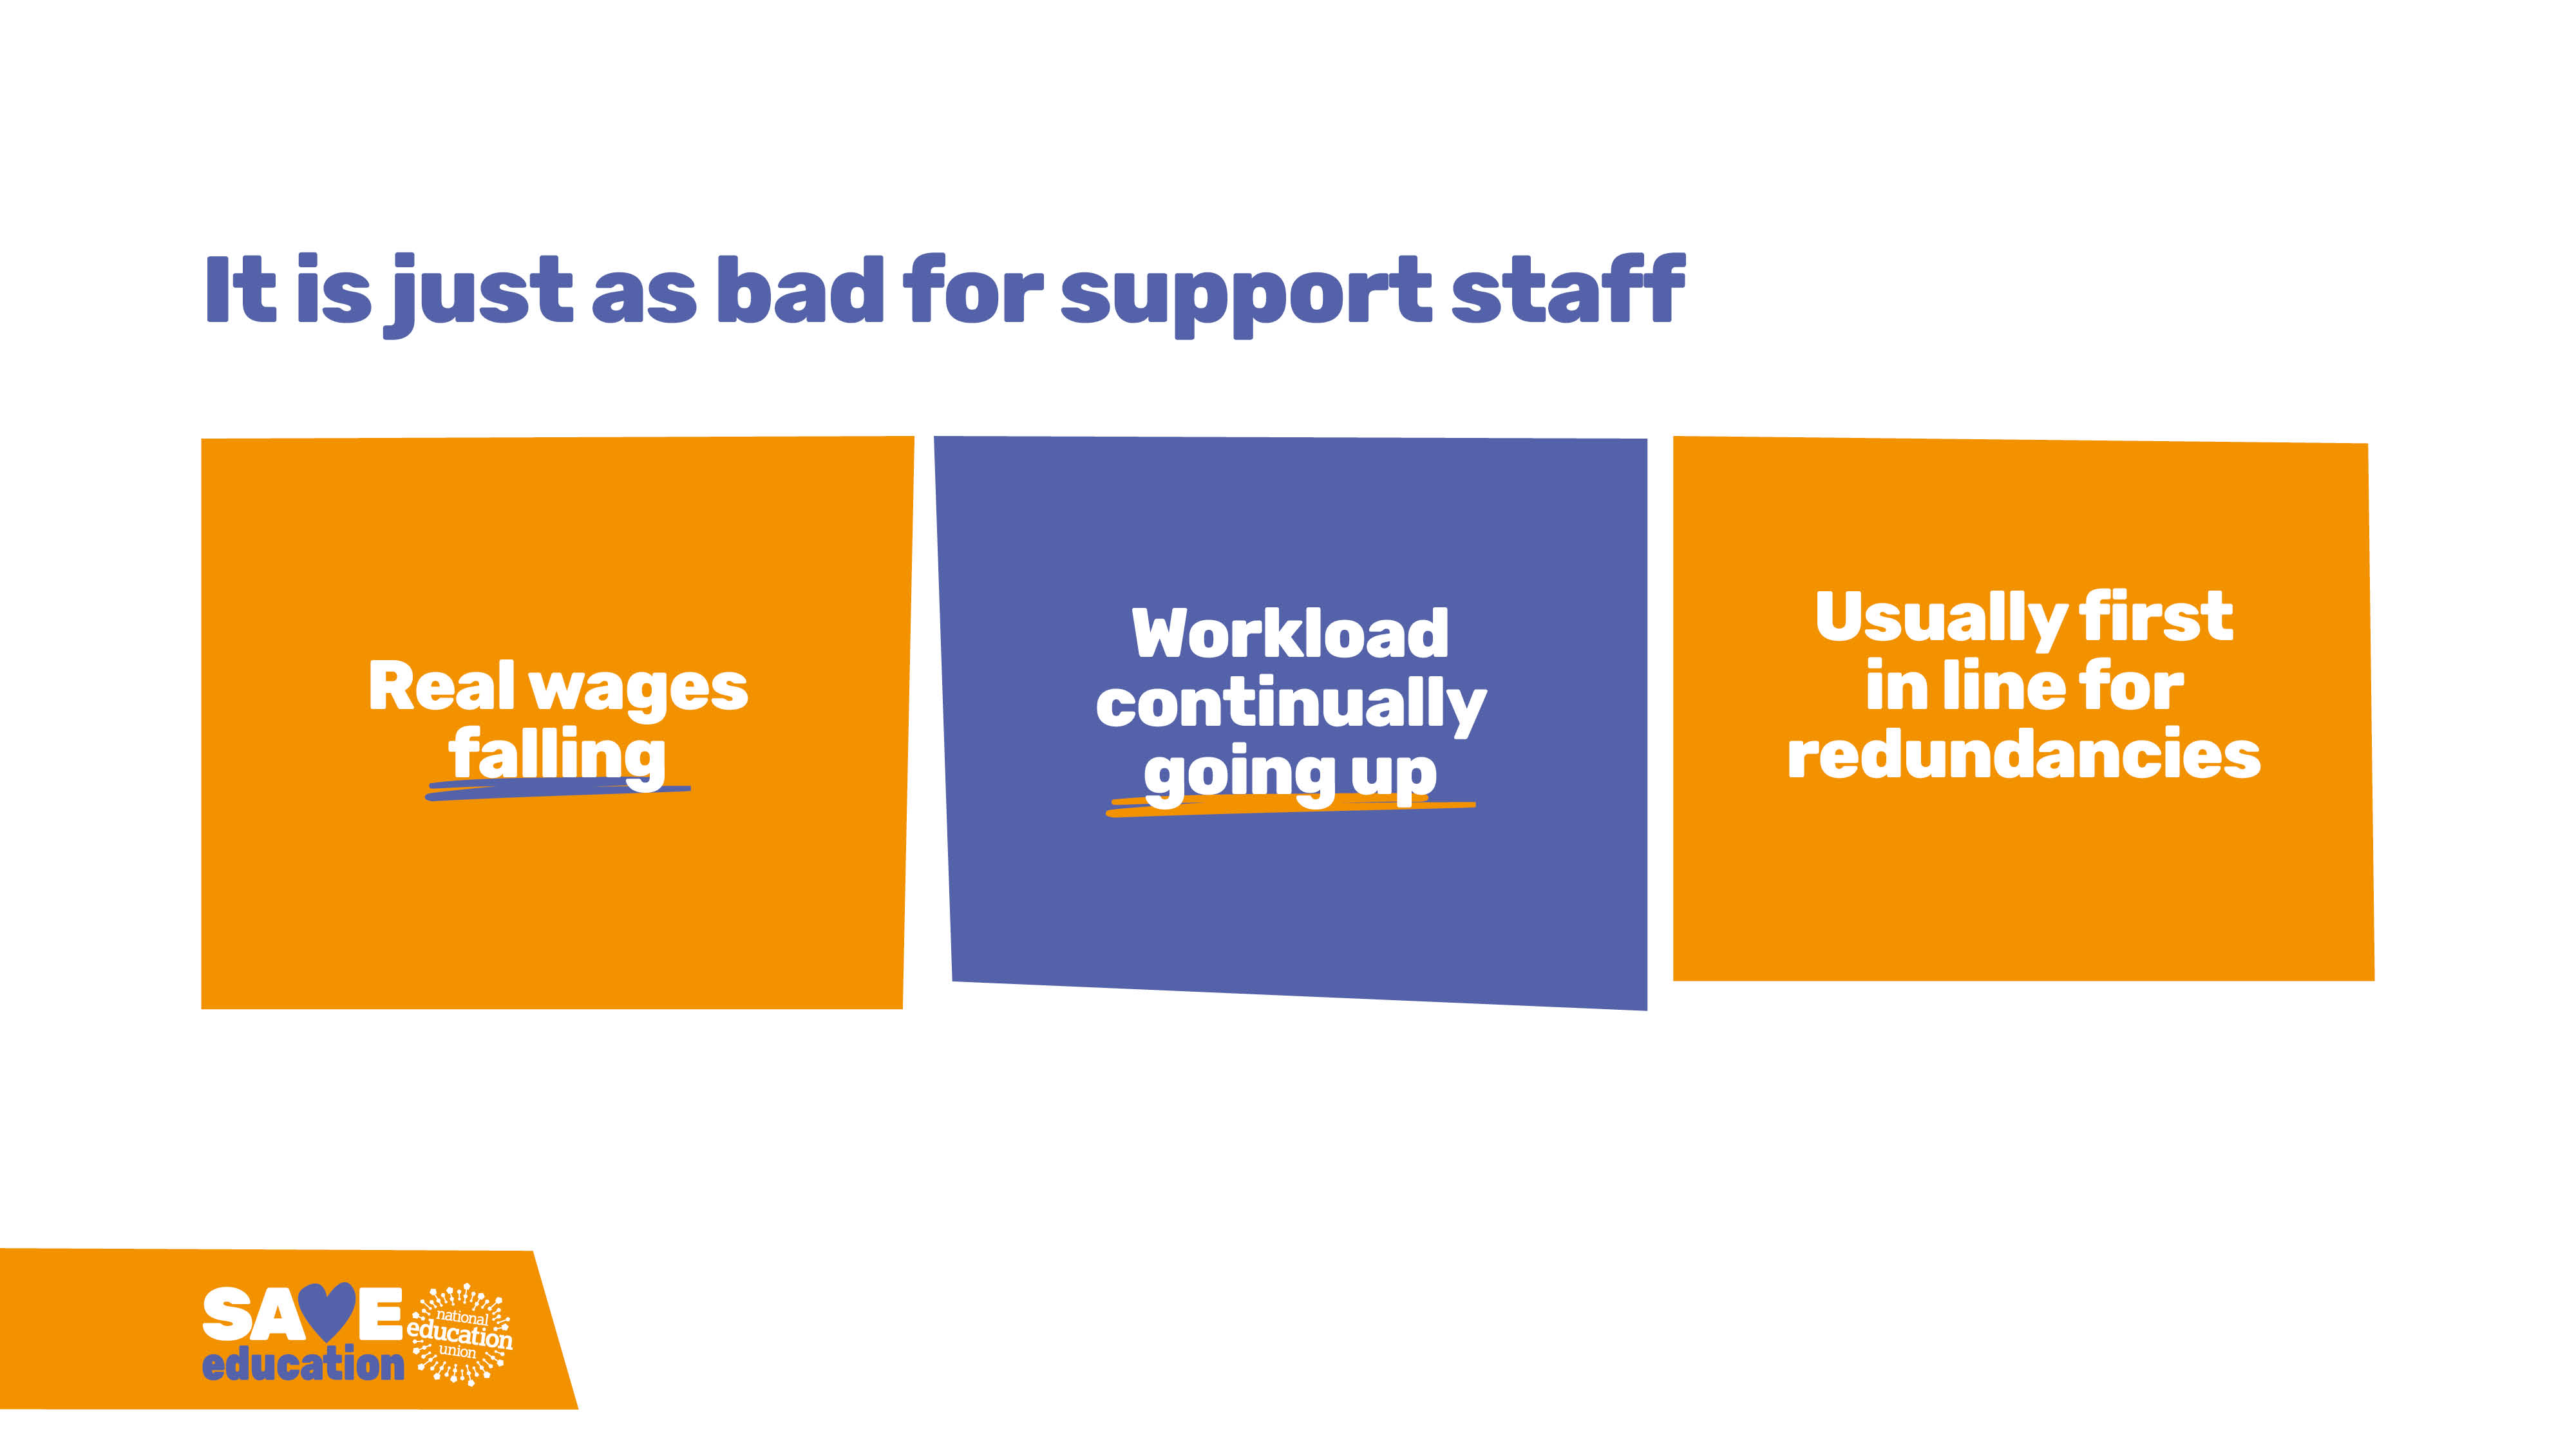 It is just as bad for support staff
Real wages
falling
Workload
continually
going up
Usually first
in line for
redundancies
SAVE
education
national
education
union